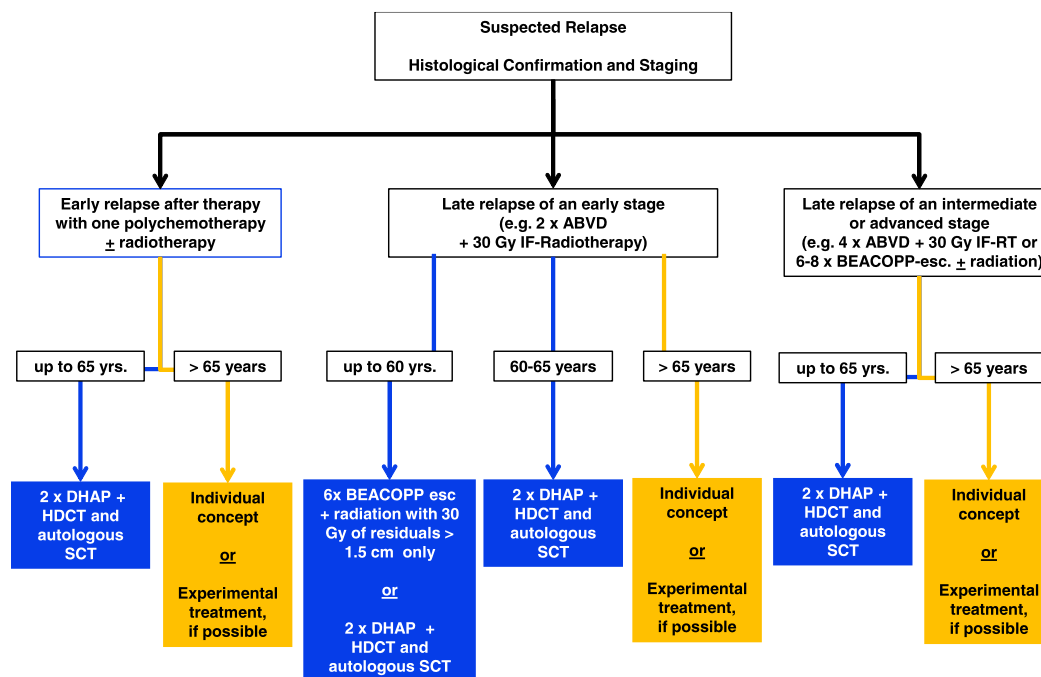 Suspected Relapse
Histological Confirmation and Staging
Early relapse after therapy
with one polychemotherapy
± radiotherapy
Late relapse of an early stage
(e.g. 2 x ABVD
+ 30 Gy IF-Radiotherapy)
Late relapse of an intermediate
or advanced stage
(e.g. 4 x ABVD + 30 Gy IF-RT or
6-8 x BEACOPP-esc. ± radiation)
up to 65 yrs.
> 65 years
up to 60 yrs.
60-65 years
> 65 years
up to 65 yrs.
> 65 years
2 x DHAP +
HDCT and
autologous
SCT
Individual
concept
or
Experimental
treatment,
if possible
6x BEACOPP esc
+ radiation with 30
Gy of residuals >
1.5 cm only
or
2 x DHAP +
HDCT and
autologous SCT
2 x DHAP +
HDCT and
autologous
SCT
Individual
concept
or
Experimental
treatment,
if possible
2 x DHAP +
HDCT and
autologous
SCT
Individual
concept
or
Experimental
treatment,
if possible